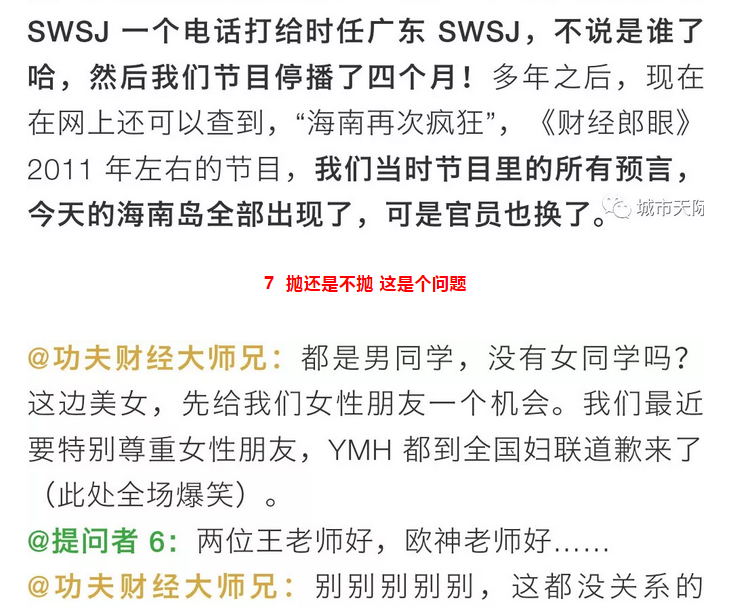 SWSJ 一个电话打给时任广东 SWSJ，不说是谁了
哈，然后我们节目停播了四个月！多年之后，现在
在网上还可以查到，“海南再次疯狂”，《财经郎眼》
2011 年左右的节目，我们当时节目里的所有预言，
今天的海南岛全部出现了，可是官员也换了。
城市天际
7 抛还是不抛 这是个问题
@功夫财经大师兄：都是男同学，没有女同学吗？
这边美女，先给我们女性朋友一个机会。我们最近
要特别尊重女性朋友，YMH 都到全国妇联道歉来了
（此处全场爆笑）。
@提问者 6：两位王老师好，欧神老师好……
@功夫财经大师兄：别别别别别，这都没关系的